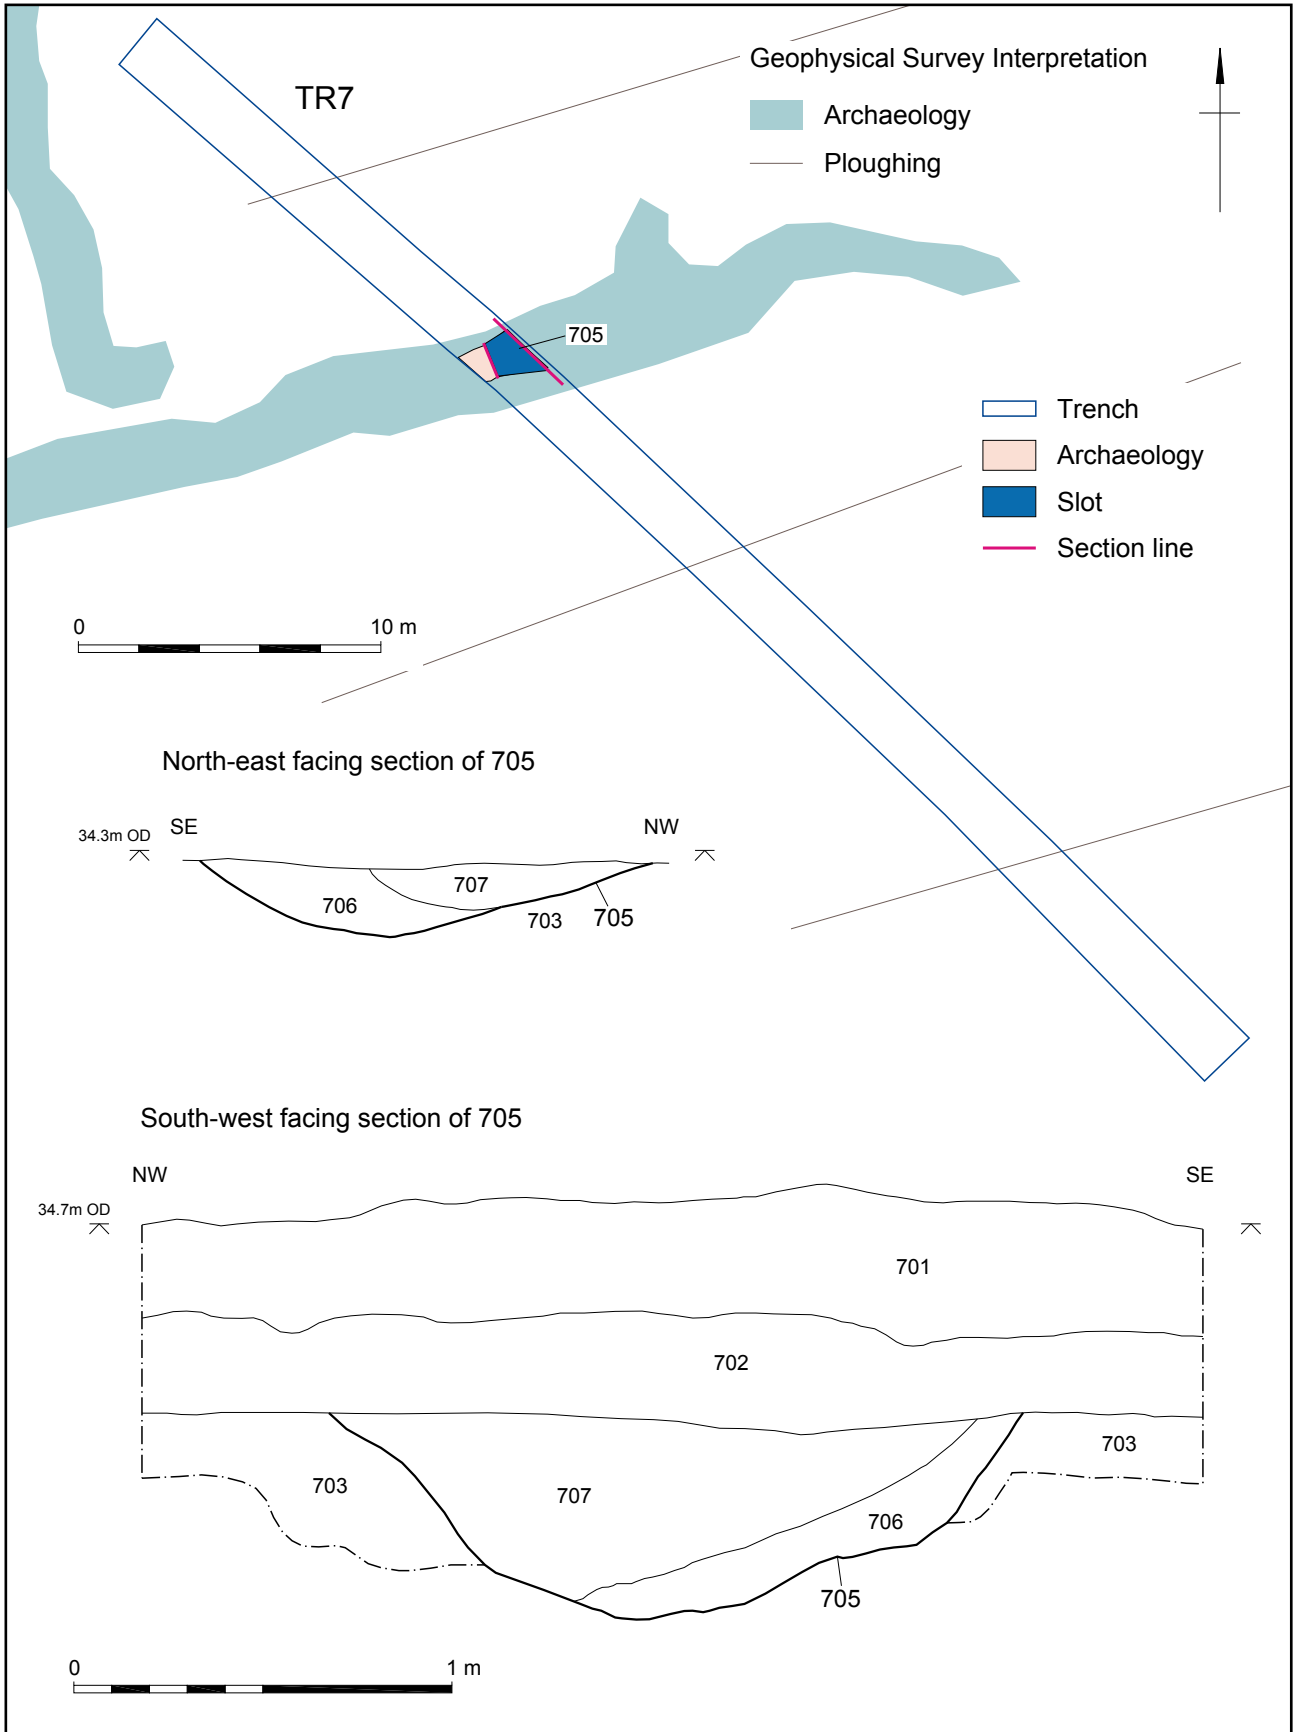 Geophysical Survey Interpretation
TR7
Archaeology
Ploughing
705
Trench
Archaeology
Slot
Section line
0 10 m
North-east facing section of 705
34.3m OD SE NW
707
706
703 705
South-west facing section of 705
NW SE
34.7m OD
701
702
703
703
707
706
705
0 1 m